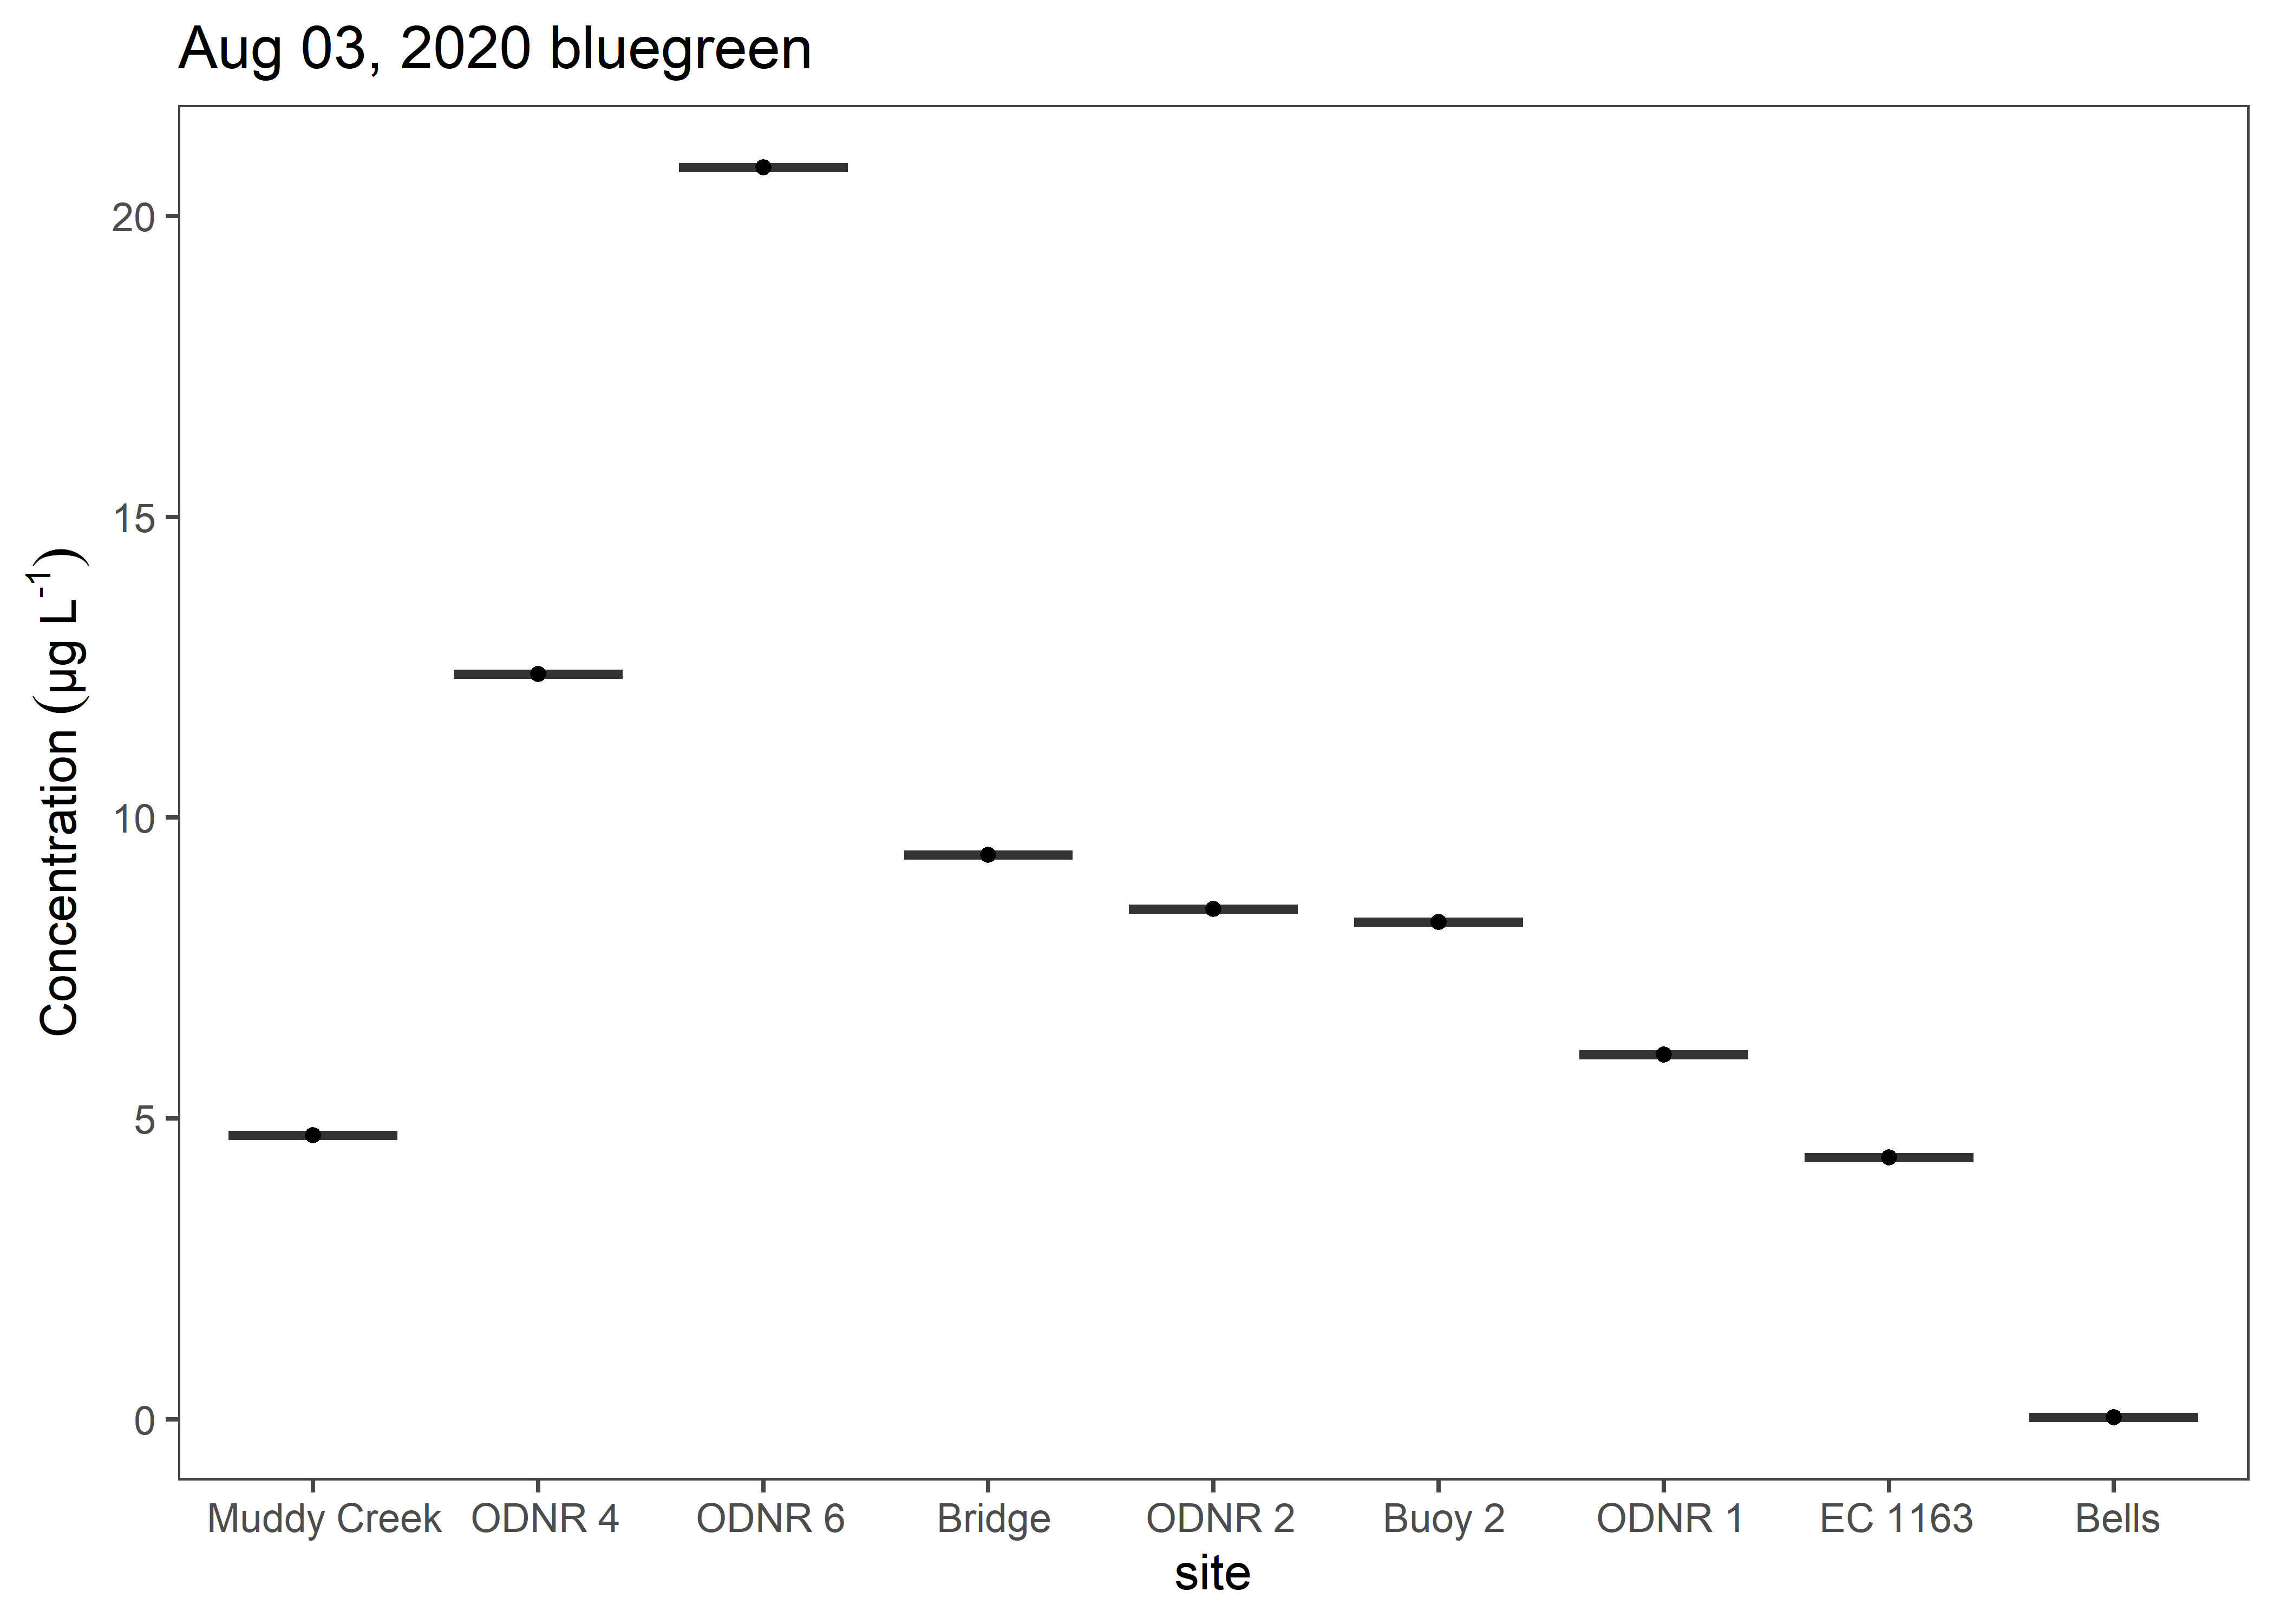 Aug 03, 2020 bluegreen
Concentration (µg L⁻¹)
20
15
10
5
0
Muddy Creek ODNR 4 ODNR 6 Bridge ODNR 2 Buoy 2 ODNR 1 EC 1163 Bells
site